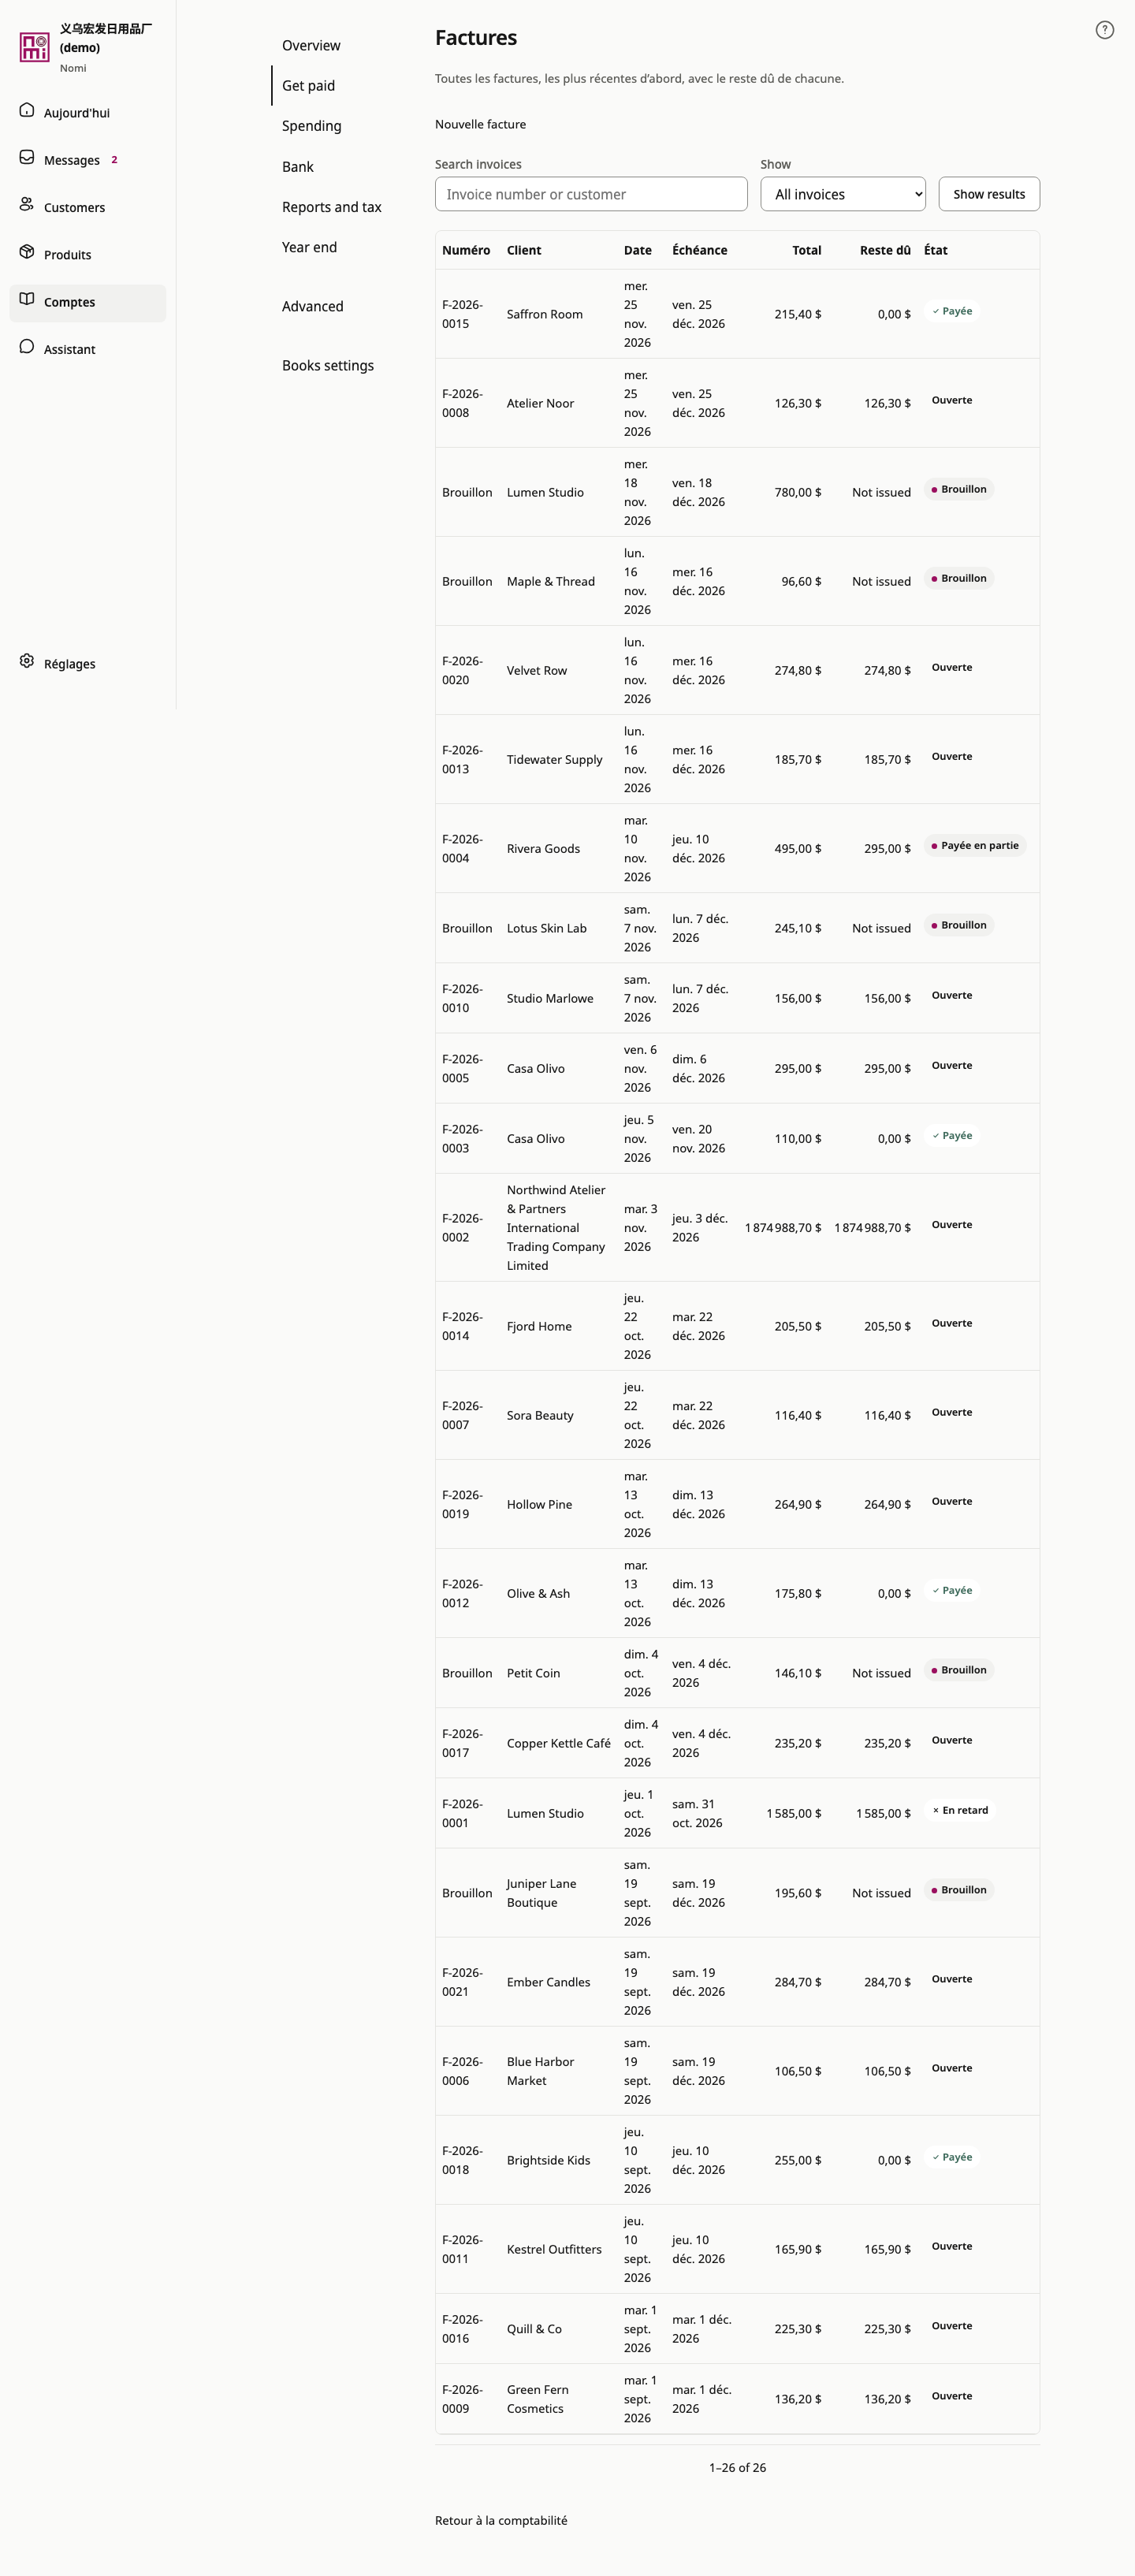 义乌宏发日用品厂
(demo)
Nomi
Aujourd'hui
Messages 2
Customers
Produits
Comptes
Assistant
Réglages
Overview
Get paid
Spending
Bank
Reports and tax
Year end
Advanced
Books settings
Factures
Toutes les factures, les plus récentes d’abord, avec le reste dû de chacune.
Nouvelle facture
Search invoices
Show
Invoice number or customer
All invoices
Show results
Numéro Client Date Échéance Total Reste dû État
F-2026-0015 Saffron Room mer. 25 nov. 2026 ven. 25 déc. 2026 215,40 $ 0,00 $ Payée
F-2026-0008 Atelier Noor mer. 25 nov. 2026 ven. 25 déc. 2026 126,30 $ 126,30 $ Ouverte
Brouillon Lumen Studio mer. 18 nov. 2026 ven. 18 déc. 2026 780,00 $ Not issued Brouillon
Brouillon Maple & Thread lun. 16 nov. 2026 mer. 16 déc. 2026 96,60 $ Not issued Brouillon
F-2026-0020 Velvet Row lun. 16 nov. 2026 mer. 16 déc. 2026 274,80 $ 274,80 $ Ouverte
F-2026-0013 Tidewater Supply lun. 16 nov. 2026 mer. 16 déc. 2026 185,70 $ 185,70 $ Ouverte
F-2026-0004 Rivera Goods mar. 10 nov. 2026 jeu. 10 déc. 2026 495,00 $ 295,00 $ Payée en partie
Brouillon Lotus Skin Lab sam. 7 nov. 2026 lun. 7 déc. 2026 245,10 $ Not issued Brouillon
F-2026-0010 Studio Marlowe sam. 7 nov. 2026 lun. 7 déc. 2026 156,00 $ 156,00 $ Ouverte
F-2026-0005 Casa Olivo ven. 6 nov. 2026 dim. 6 déc. 2026 295,00 $ 295,00 $ Ouverte
F-2026-0003 Casa Olivo jeu. 5 nov. 2026 ven. 20 nov. 2026 110,00 $ 0,00 $ Payée
F-2026-0002 Northwind Atelier & Partners International Trading Company Limited mar. 3 nov. 2026 jeu. 3 déc. 2026 1 874 988,70 $ 1 874 988,70 $ Ouverte
F-2026-0014 Fjord Home jeu. 22 oct. 2026 mar. 22 déc. 2026 205,50 $ 205,50 $ Ouverte
F-2026-0007 Sora Beauty jeu. 22 oct. 2026 mar. 22 déc. 2026 116,40 $ 116,40 $ Ouverte
F-2026-0019 Hollow Pine mar. 13 oct. 2026 dim. 13 déc. 2026 264,90 $ 264,90 $ Ouverte
F-2026-0012 Olive & Ash mar. 13 oct. 2026 dim. 13 déc. 2026 175,80 $ 0,00 $ Payée
Brouillon Petit Coin dim. 4 oct. 2026 ven. 4 déc. 2026 146,10 $ Not issued Brouillon
F-2026-0017 Copper Kettle Café dim. 4 oct. 2026 ven. 4 déc. 2026 235,20 $ 235,20 $ Ouverte
F-2026-0001 Lumen Studio jeu. 1 oct. 2026 sam. 31 oct. 2026 1 585,00 $ 1 585,00 $ En retard
Brouillon Juniper Lane Boutique sam. 19 sept. 2026 sam. 19 déc. 2026 195,60 $ Not issued Brouillon
F-2026-0021 Ember Candles sam. 19 sept. 2026 sam. 19 déc. 2026 284,70 $ 284,70 $ Ouverte
F-2026-0006 Blue Harbor Market sam. 19 sept. 2026 sam. 19 déc. 2026 106,50 $ 106,50 $ Ouverte
F-2026-0018 Brightside Kids jeu. 10 sept. 2026 jeu. 10 déc. 2026 255,00 $ 0,00 $ Payée
F-2026-0011 Kestrel Outfitters jeu. 10 sept. 2026 jeu. 10 déc. 2026 165,90 $ 165,90 $ Ouverte
F-2026-0016 Quill & Co mar. 1 sept. 2026 mar. 1 déc. 2026 225,30 $ 225,30 $ Ouverte
F-2026-0009 Green Fern Cosmetics mar. 1 sept. 2026 mar. 1 déc. 2026 136,20 $ 136,20 $ Ouverte
1–26 of 26
Retour à la comptabilité